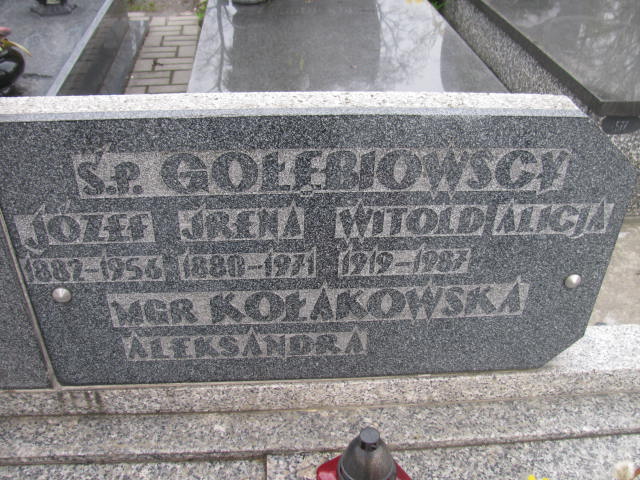 Ś.P. GOŁĘBIOWSCY
JÓZEF IRENA WITOLD ALICJA
1882-1956 1880-1971 1919-1987
MGR KOŁAKOWSKA
ALEKSANDRA